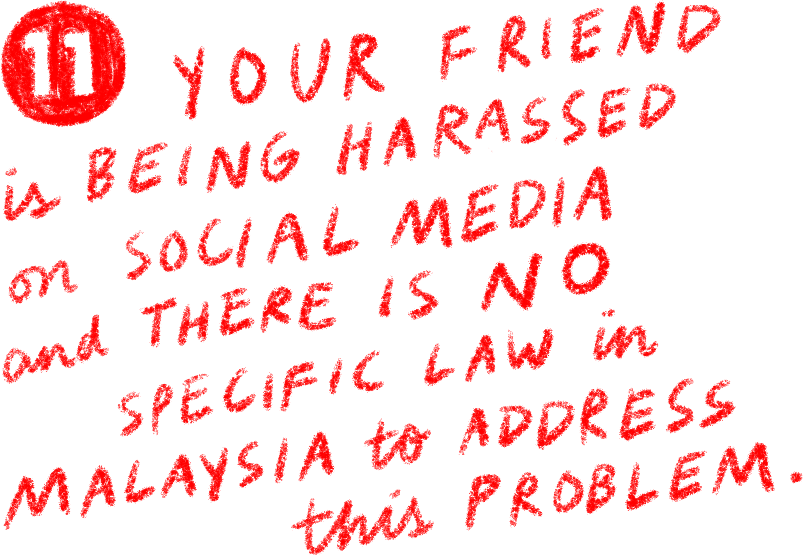 11 YOUR FRIEND
is BEING HARASSED
on SOCIAL MEDIA
and THERE IS NO
SPECIFIC LAW in
MALAYSIA to ADDRESS
this PROBLEM.